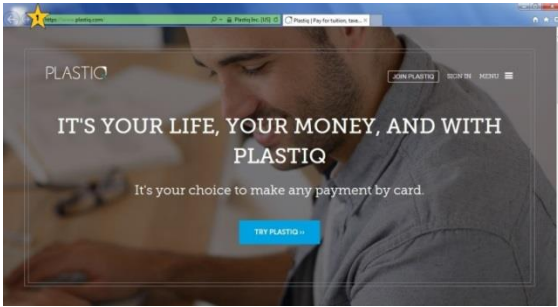 1
https://www.plastiq.com
Plastiq Inc. [US]
Plastiq | Pay for tuition, taxe...
PLASTIQ
JOIN PLASTIQ
SIGN IN
MENU
IT'S YOUR LIFE, YOUR MONEY, AND WITH
PLASTIQ
It's your choice to make any payment by card.
TRY PLASTIQ ››